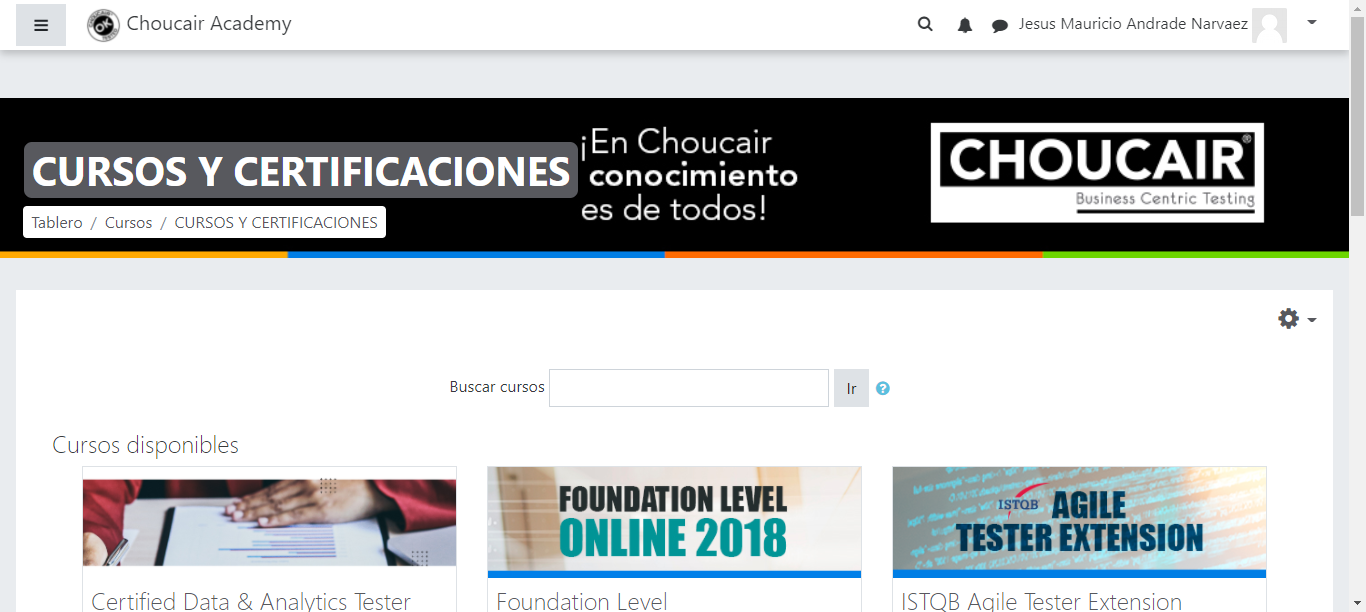 Choucair Academy
Jesus Mauricio Andrade Narvaez
CURSOS Y CERTIFICACIONES
Tablero / Cursos / CURSOS Y CERTIFICACIONES
¡En Choucair
conocimiento
es de todos!
CHOUCAIR®
Business Centric Testing
Buscar cursos
Ir
?
Cursos disponibles
FOUNDATION LEVEL
ONLINE 2018
ISTQB AGILE
TESTER EXTENSION
Certified Data & Analytics Tester
Foundation Level
ISTQB Agile Tester Extension